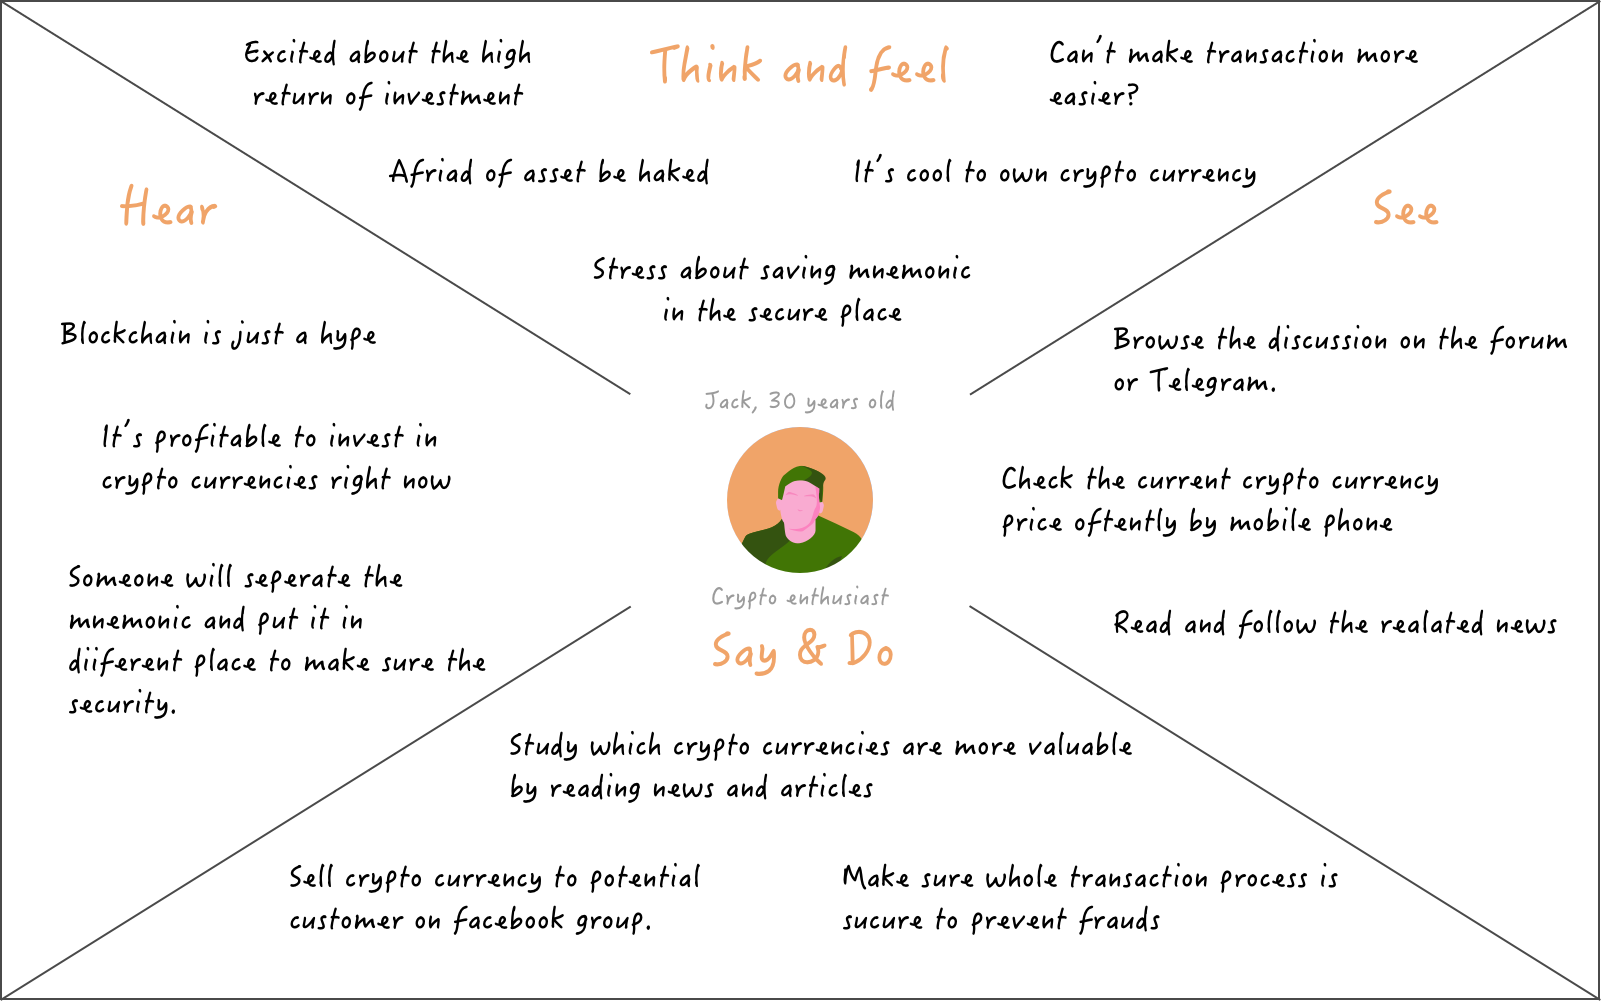 Think and feel
Excited about the high
return of investment
Can't make transaction more
easier?
Afriad of asset be haked
It's cool to own crypto currency
Stress about saving mnemonic
in the secure place
Hear
Blockchain is just a hype
It's profitable to invest in
crypto currencies right now
Someone will seperate the
mnemonic and put it in
diiferent place to make sure the
security.
See
Browse the discussion on the forum
or Telegram.
Check the current crypto currency
price oftently by mobile phone
Read and follow the realated news
Jack, 30 years old
Crypto enthusiast
Say & Do
Study which crypto currencies are more valuable
by reading news and articles
Sell crypto currency to potential
customer on facebook group.
Make sure whole transaction process is
sucure to prevent frauds